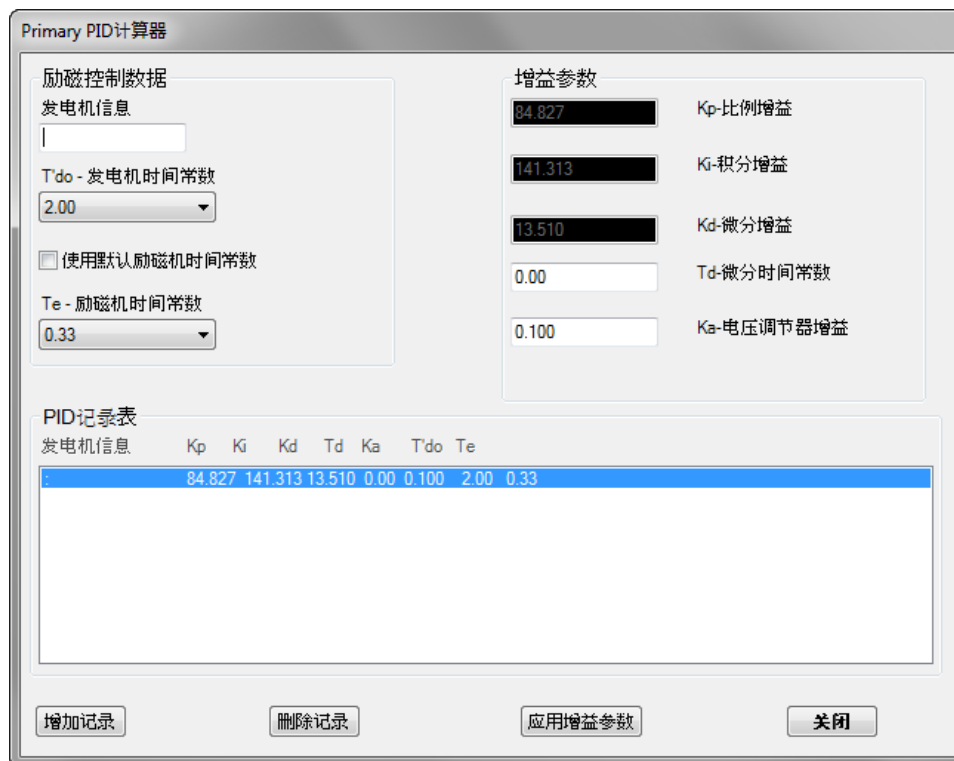 Primary PID计算器
励磁控制数据
发电机信息
T'do - 发电机时间常数
2.00
使用默认励磁机时间常数
Te - 励磁机时间常数
0.33
增益参数
84.827 Kp-比例增益
141.313 Ki-积分增益
13.510 Kd-微分增益
0.00 Td-微分时间常数
0.100 Ka-电压调节器增益
PID记录表
发电机信息 Kp Ki Kd Td Ka T'do Te
: 84.827 141.313 13.510 0.00 0.100 2.00 0.33
增加记录 删除记录 应用增益参数 关闭